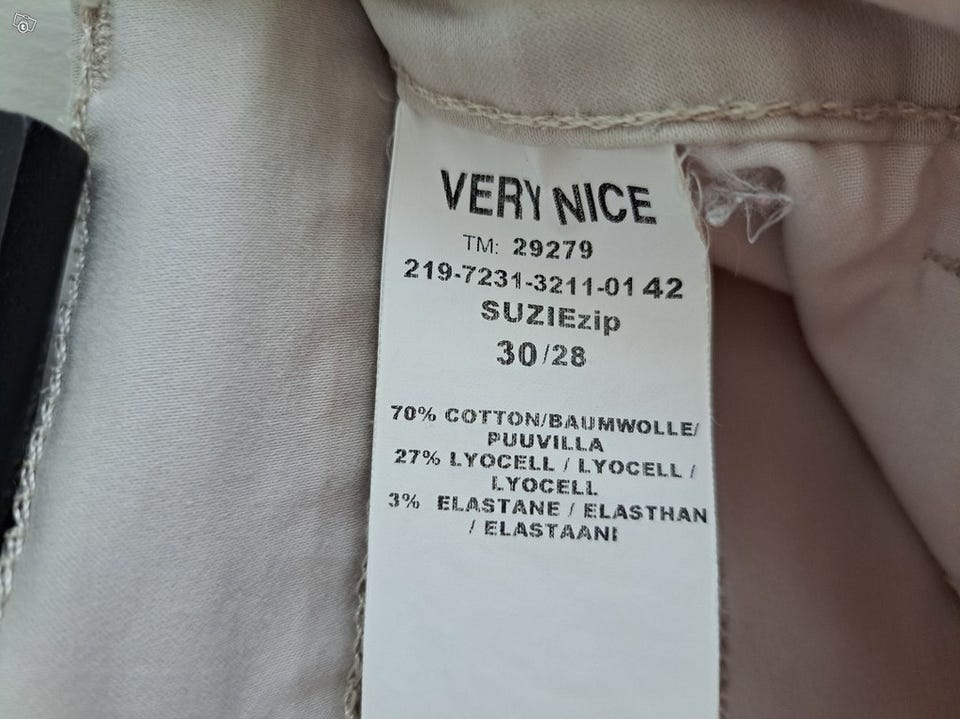 VERY NICE
TM: 29279
219-7231-3211-01 42
SUZIEzip
30/28
70% COTTON/BAUMWOLLE/
PUUVILLA
27% LYOCELL / LYOCELL /
LYOCELL
3% ELASTANE / ELASTHAN
/ ELASTAANI